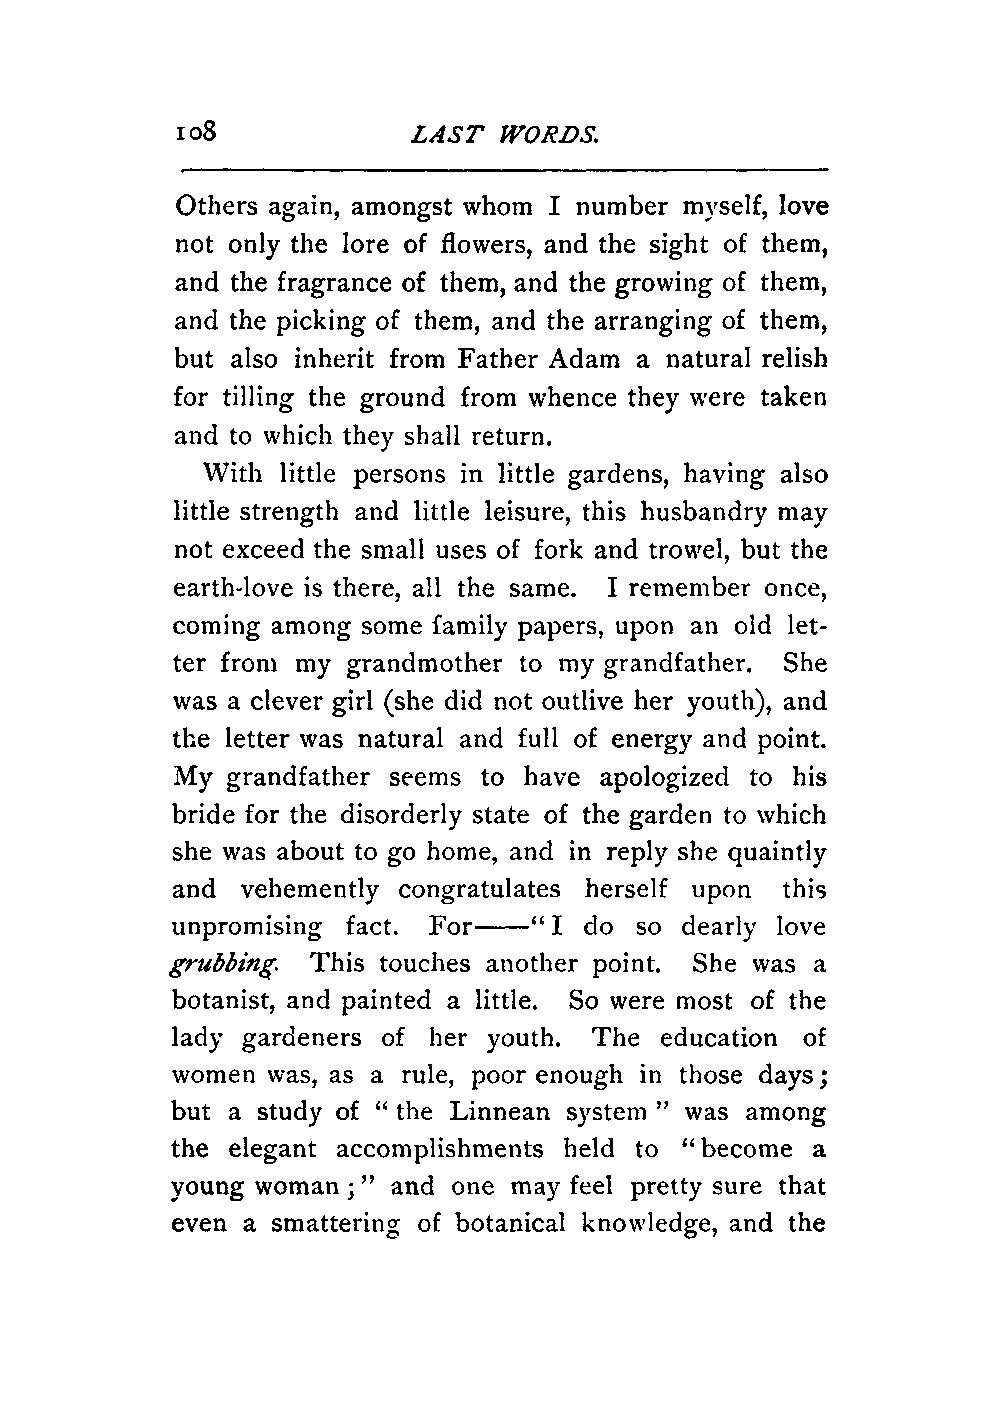 108 LAST WORDS.
Others again, amongst whom I number myself, love
not only the lore of flowers, and the sight of them,
and the fragrance of them, and the growing of them,
and the picking of them, and the arranging of them,
but also inherit from Father Adam a natural relish
for tilling the ground from whence they were taken
and to which they shall return.
With little persons in little gardens, having also
little strength and little leisure, this husbandry may
not exceed the small uses of fork and trowel, but the
earth-love is there, all the same. I remember once,
coming among some family papers, upon an old let-
ter from my grandmother to my grandfather. She
was a clever girl (she did not outlive her youth), and
the letter was natural and full of energy and point.
My grandfather seems to have apologized to his
bride for the disorderly state of the garden to which
she was about to go home, and in reply she quaintly
and vehemently congratulates herself upon this
unpromising fact. For——“I do so dearly love
grubbing. This touches another point. She was a
botanist, and painted a little. So were most of the
lady gardeners of her youth. The education of
women was, as a rule, poor enough in those days;
but a study of “the Linnean system” was among
the elegant accomplishments held to “become a
young woman;” and one may feel pretty sure that
even a smattering of botanical knowledge, and the